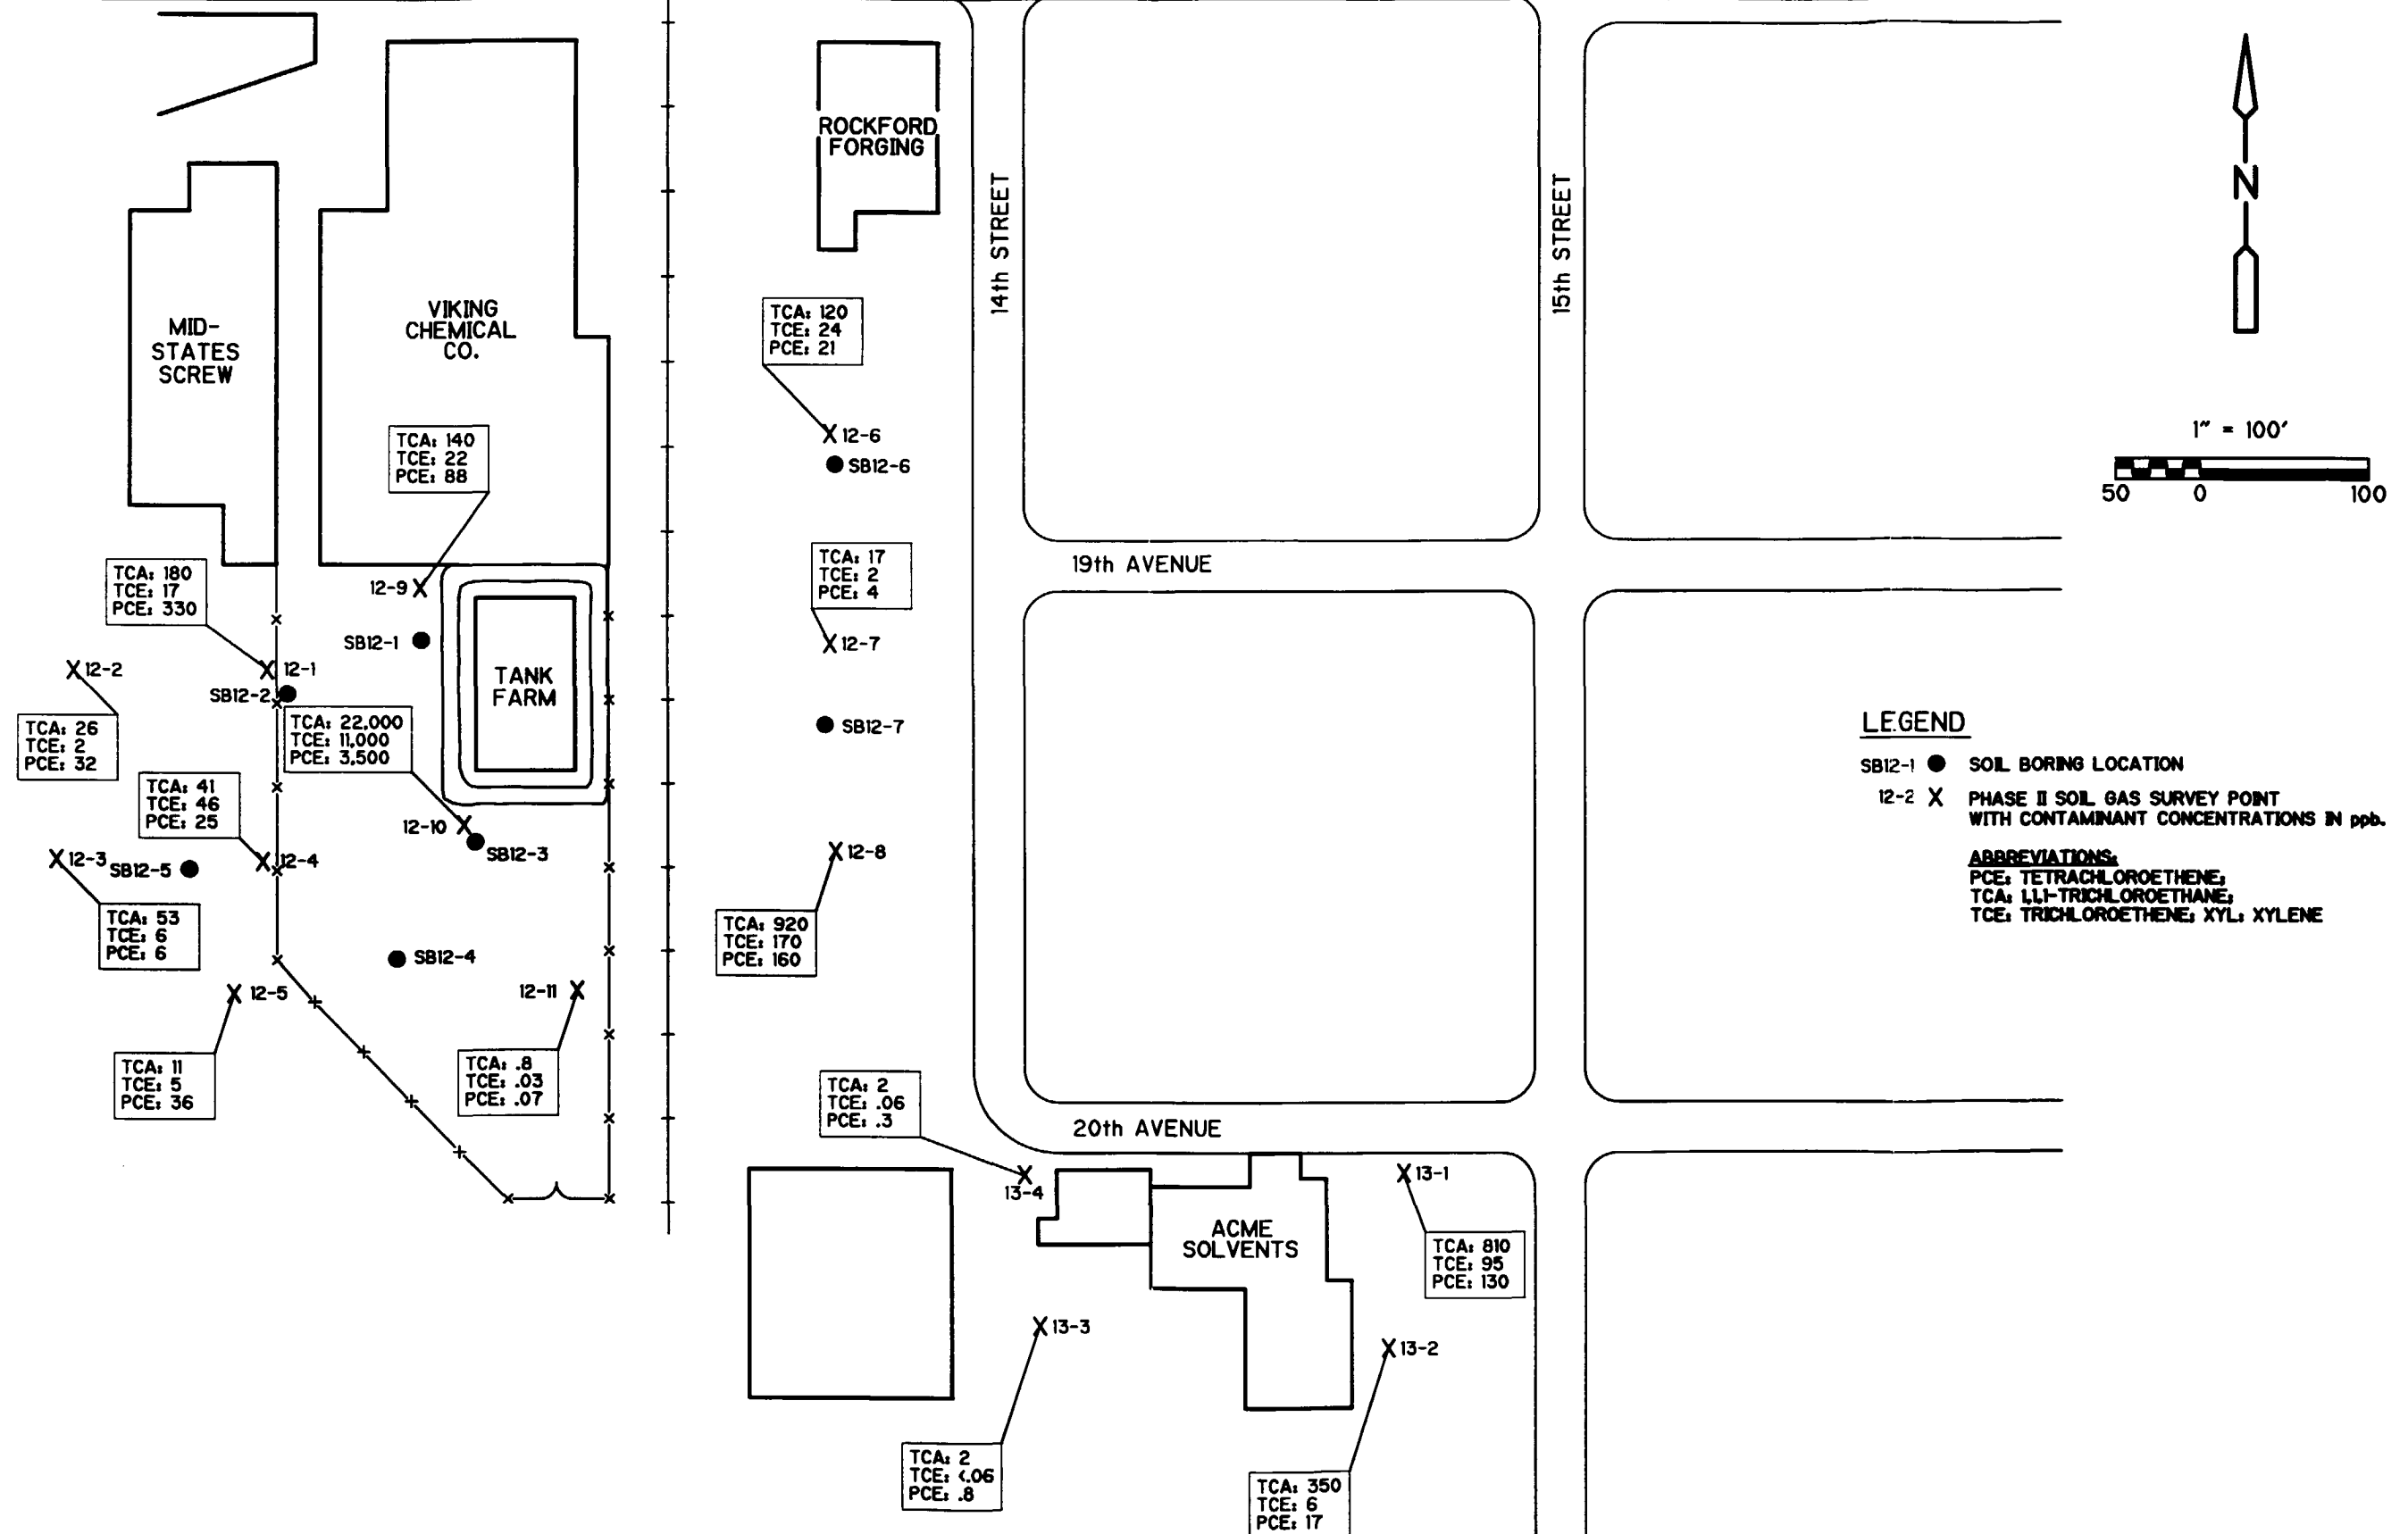 ROCKFORD
FORGING
14th STREET
15th STREET
N
MID-
STATES
SCREW
VIKING
CHEMICAL
CO.
TCA: 120
TCE: 24
PCE: 21
12-6
SB12-6
1" = 100'
50 0 100
TCA: 140
TCE: 22
PCE: 88
12-9
TCA: 17
TCE: 2
PCE: 4
12-7
19th AVENUE
TCA: 180
TCE: 17
PCE: 330
12-1
SB12-1
12-2
SB12-2
TANK
FARM
TCA: 26
TCE: 2
PCE: 32
TCA: 22,000
TCE: 11,000
PCE: 3,500
SB12-7
TCA: 41
TCE: 46
PCE: 25
12-10
SB12-3
12-3
SB12-5
12-4
12-8
TCA: 53
TCE: 6
PCE: 6
TCA: 920
TCE: 170
PCE: 160
SB12-4
12-5
12-11
TCA: 11
TCE: 5
PCE: 36
TCA: .8
TCE: .03
PCE: .07
TCA: 2
TCE: .06
PCE: .3
20th AVENUE
13-4
13-1
ACME
SOLVENTS
TCA: 810
TCE: 95
PCE: 130
13-3
13-2
TCA: 2
TCE: <.06
PCE: .8
TCA: 350
TCE: 6
PCE: 17
LEGEND
SB12-1 SOIL BORING LOCATION
12-2 X PHASE II SOIL GAS SURVEY POINT
WITH CONTAMINANT CONCENTRATIONS IN ppb.
ABBREVIATIONS:
PCE: TETRACHLOROETHENE;
TCA: 1,1,1-TRICHLOROETHANE;
TCE: TRICHLOROETHENE; XYL: XYLENE